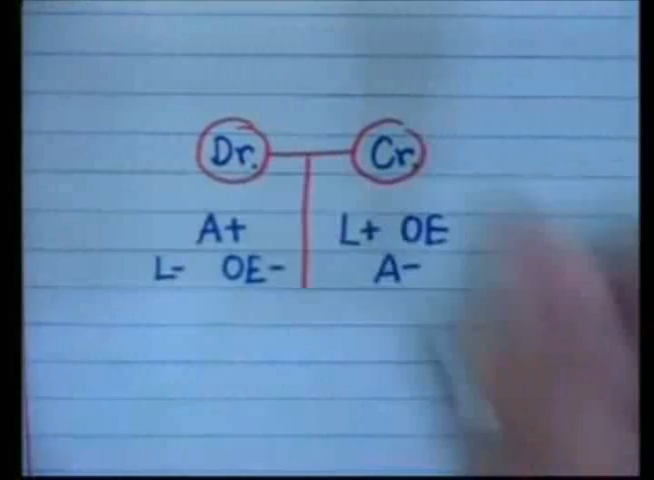 Dr. Cr.
A+ L+ OE
L- OE- A-